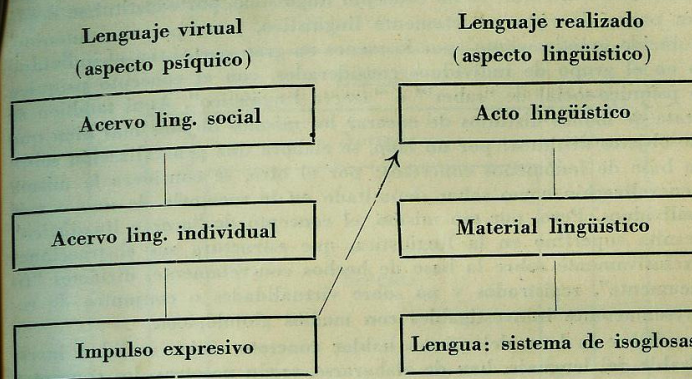 Lenguaje virtual
(aspecto psíquico)
Acervo ling. social
Acervo ling. individual
Impulso expresivo
Lenguaje realizado
(aspecto lingüístico)
Acto lingüístico
Material lingüístico
Lengua: sistema de isoglosas